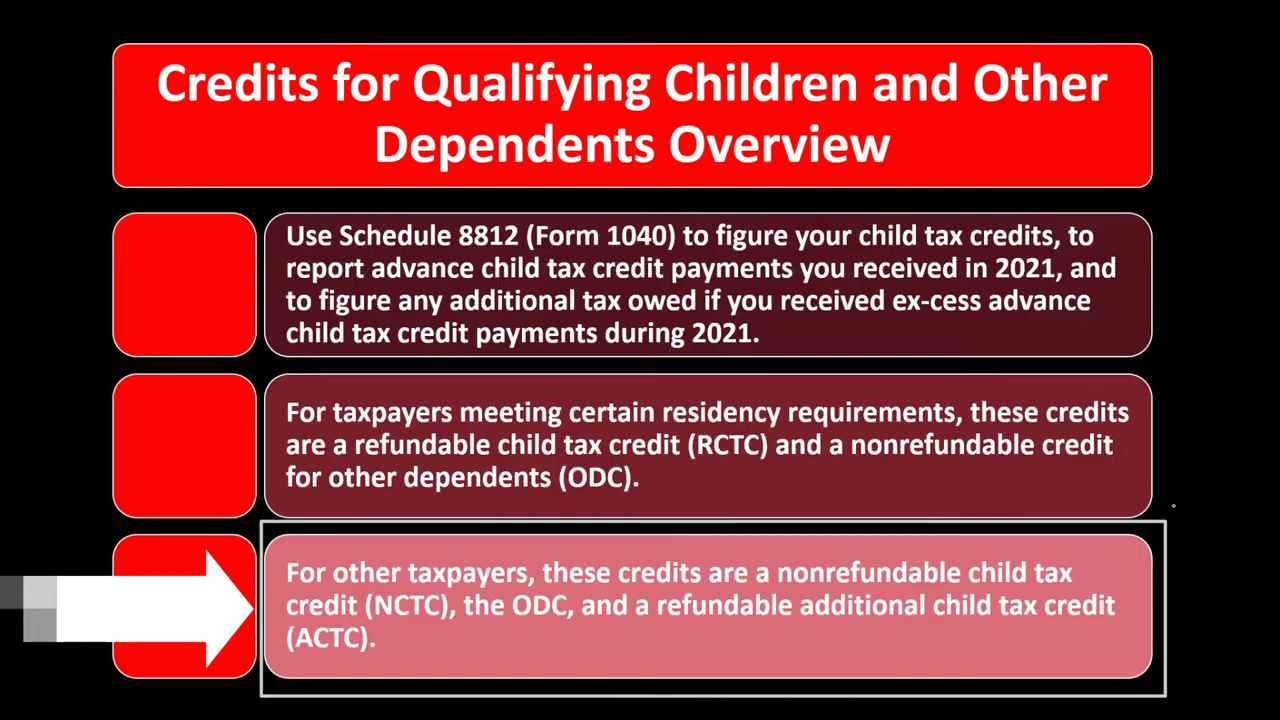 Credits for Qualifying Children and Other
Dependents Overview
Use Schedule 8812 (Form 1040) to figure your child tax credits, to
report advance child tax credit payments you received in 2021, and
to figure any additional tax owed if you received ex-cess advance
child tax credit payments during 2021.
For taxpayers meeting certain residency requirements, these credits
are a refundable child tax credit (RCTC) and a nonrefundable credit
for other dependents (ODC).
For other taxpayers, these credits are a nonrefundable child tax
credit (NCTC), the ODC, and a refundable additional child tax credit
(ACTC).